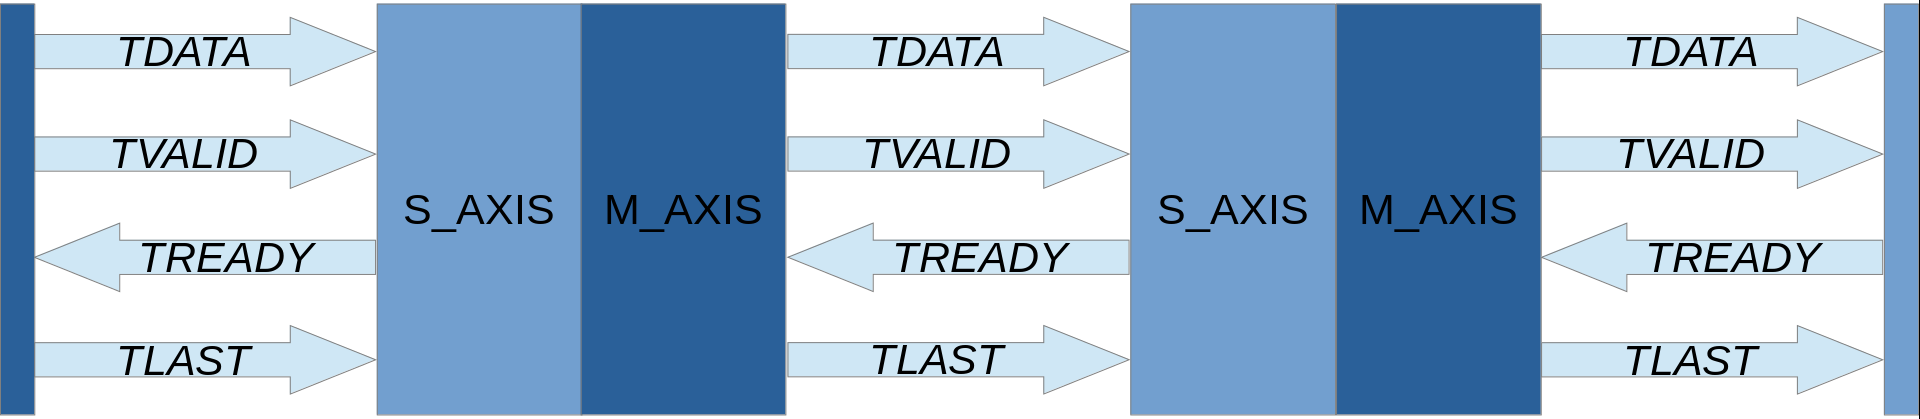 TDATA TDATA TDATA
TVALID TVALID TVALID
S_AXIS M_AXIS S_AXIS M_AXIS
TREADY TREADY TREADY
TLAST TLAST TLAST